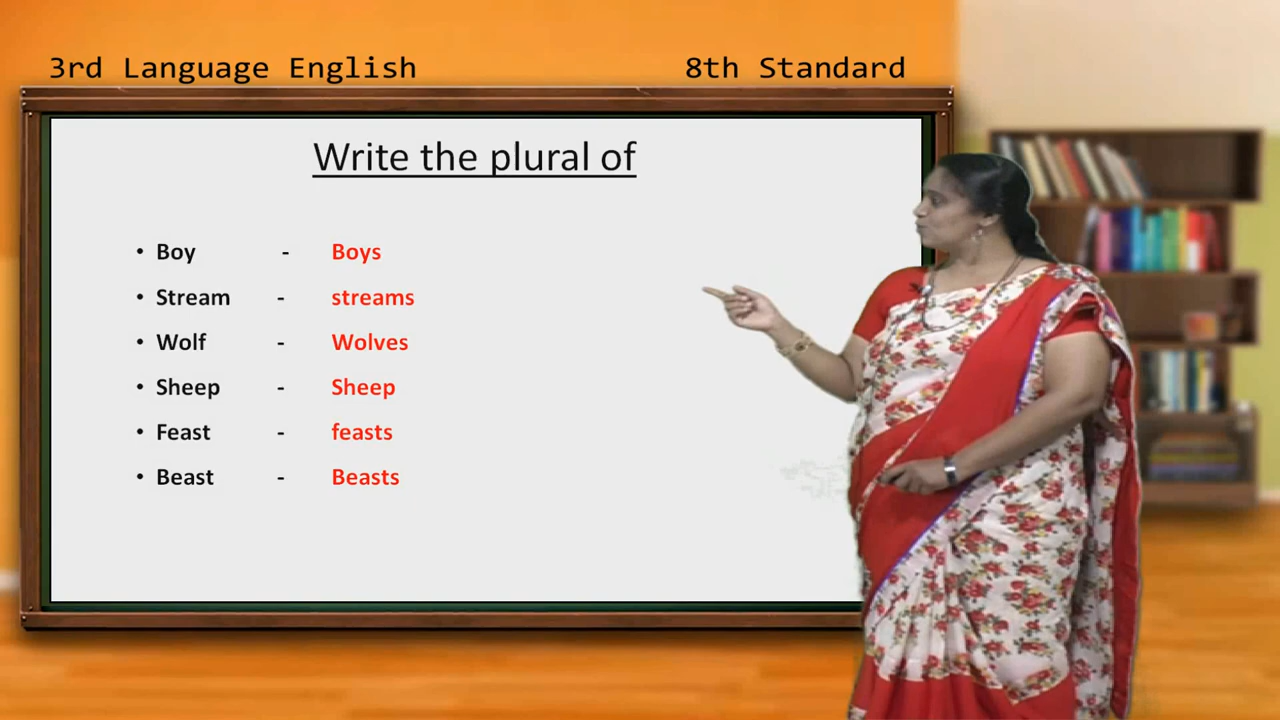 3rd Language English 8th Standard
Write the plural of
• Boy - Boys
• Stream - streams
• Wolf - Wolves
• Sheep - Sheep
• Feast - feasts
• Beast - Beasts